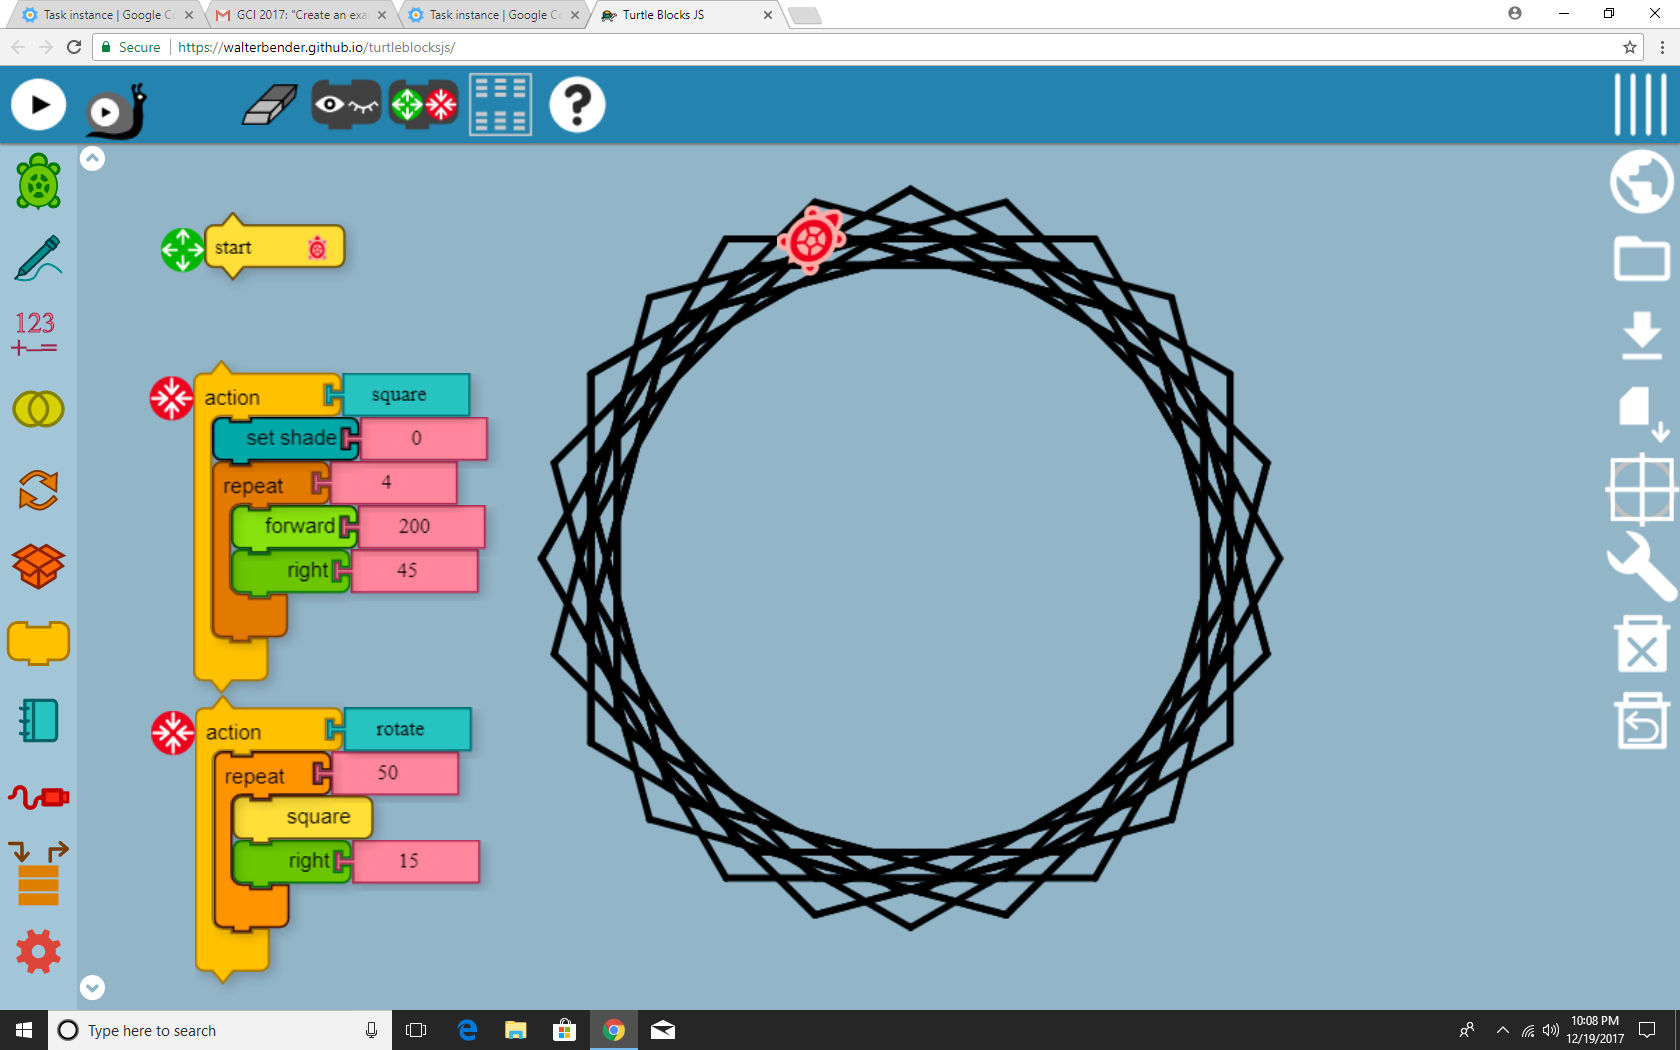 Task instance | Google Co
GCI 2017: "Create an exa
Task instance | Google Co
Turtle Blocks JS
Secure
https://walterbender.github.io/turtleblocksjs/
?
start
123
+-=
action square
set shade 0
repeat 4
forward 200
right 45
action rotate
repeat 50
square
right 15
Type here to search
10:08 PM
12/19/2017